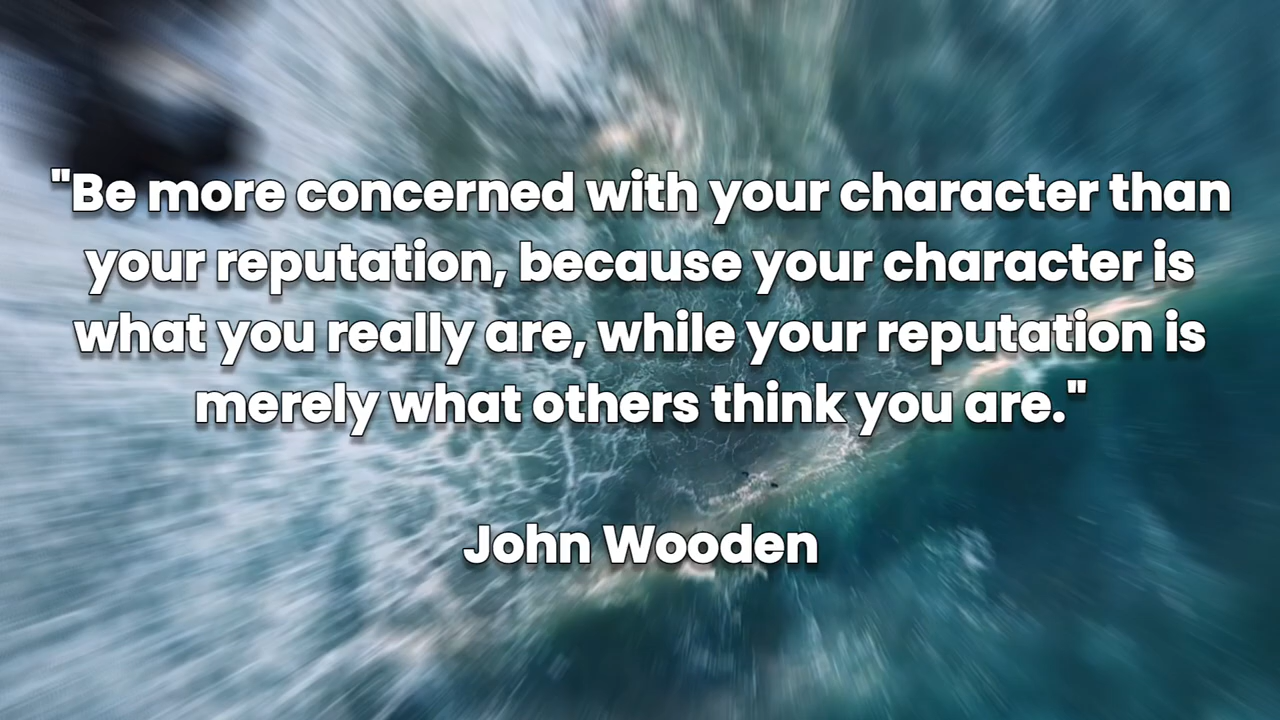 "Be more concerned with your character than
your reputation, because your character is
what you really are, while your reputation is
merely what others think you are."
John Wooden